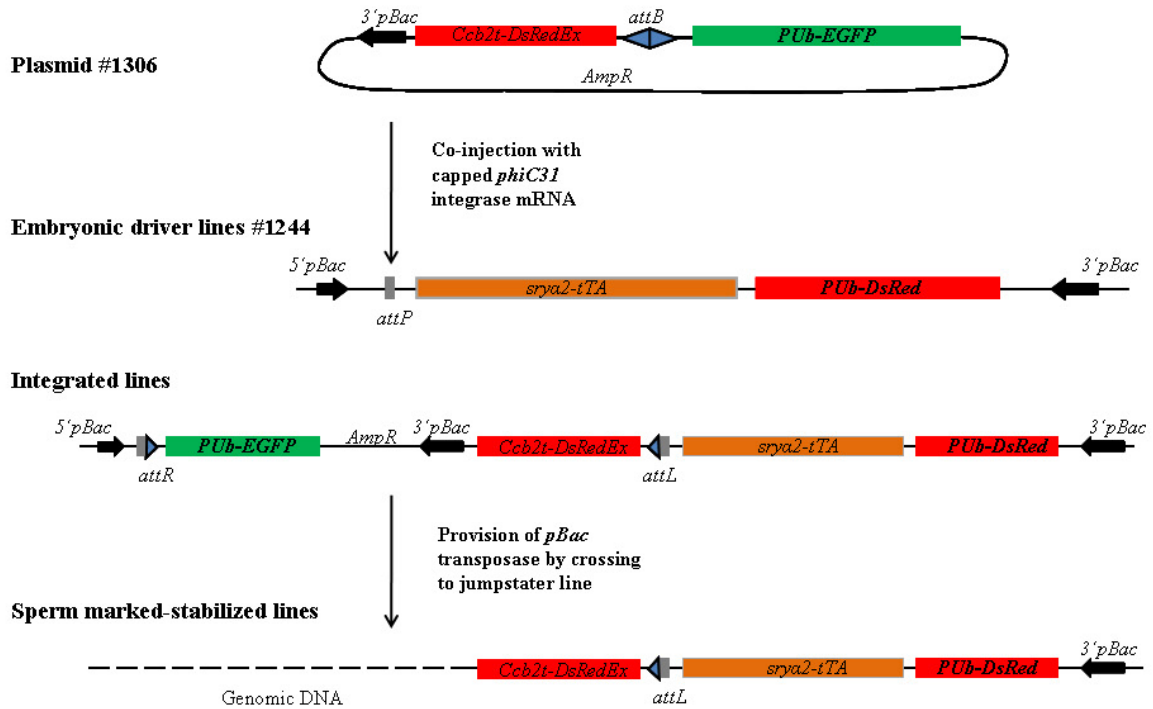 3‘pBac
Ccb2t-DsRedEx
attB
PUb-EGFP
Plasmid #1306
AmpR
Co-injection with
capped phiC31
integrase mRNA
Embryonic driver lines #1244
5‘pBac
attP
sryα2-tTA
PUb-DsRed
3‘pBac
Integrated lines
5‘pBac
attR
PUb-EGFP
AmpR
3‘pBac
Ccb2t-DsRedEx
attL
sryα2-tTA
PUb-DsRed
3‘pBac
Provision of pBac
transposase by crossing
to jumpstater line
Sperm marked-stabilized lines
Genomic DNA
Ccb2t-DsRedEx
attL
sryα2-tTA
PUb-DsRed
3‘pBac